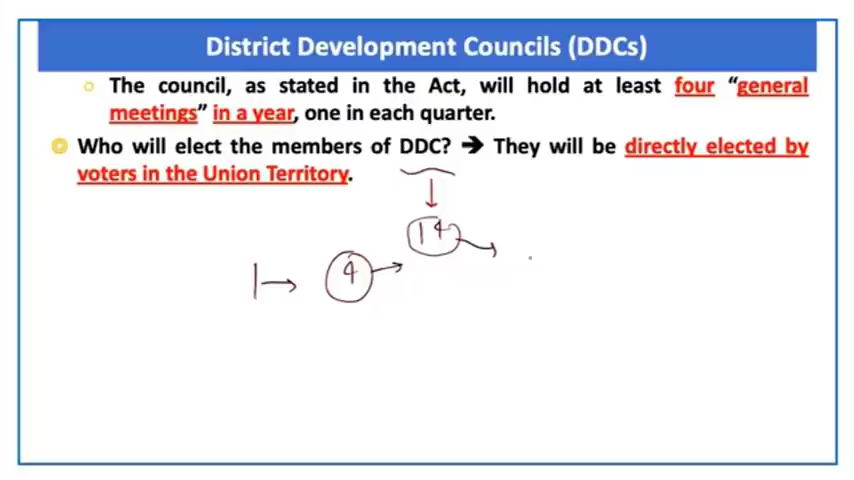 District Development Councils (DDCs)
The council, as stated in the Act, will hold at least four “general
meetings” in a year, one in each quarter.
Who will elect the members of DDC? ➔ They will be directly elected by
voters in the Union Territory.
14
1 → 4